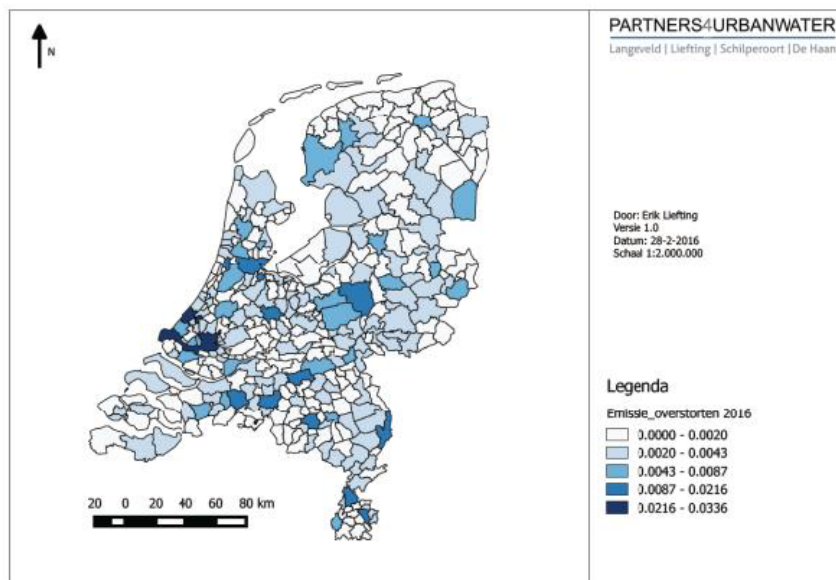 PARTNERS4URBANWATER
Langeveld | Liefting | Schilperoort | De Haan
N
Door: Erik Liefting
Versie 1.0
Datum: 28-2-2016
Schaal 1:2.000.000
Legenda
Emissie_overstorten 2016
0.0000 - 0.0020
0.0020 - 0.0043
0.0043 - 0.0087
0.0087 - 0.0216
0.0216 - 0.0336
20 0 20 40 60 80 km